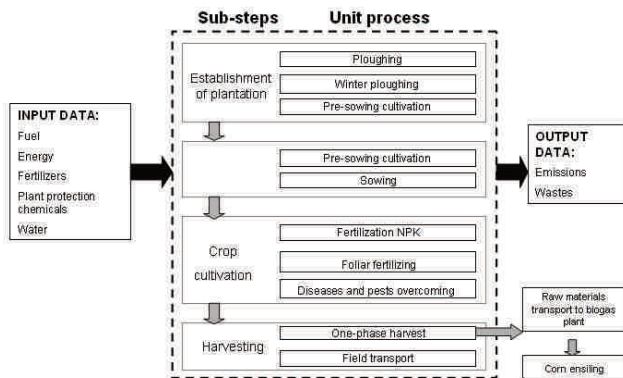 Sub-steps Unit process
Establishment
of plantation
Ploughing
Winter ploughing
Pre-sowing cultivation
INPUT DATA:
Fuel
Energy
Fertilizers
Plant protection
chemicals
Water
Pre-sowing cultivation
Sowing
OUTPUT
DATA:
Emissions
Wastes
Crop
cultivation
Fertilization NPK
Foliar fertilizing
Diseases and pests overcoming
Harvesting
One-phase harvest
Field transport
Raw materials
transport to biogas
plant
Corn ensiling